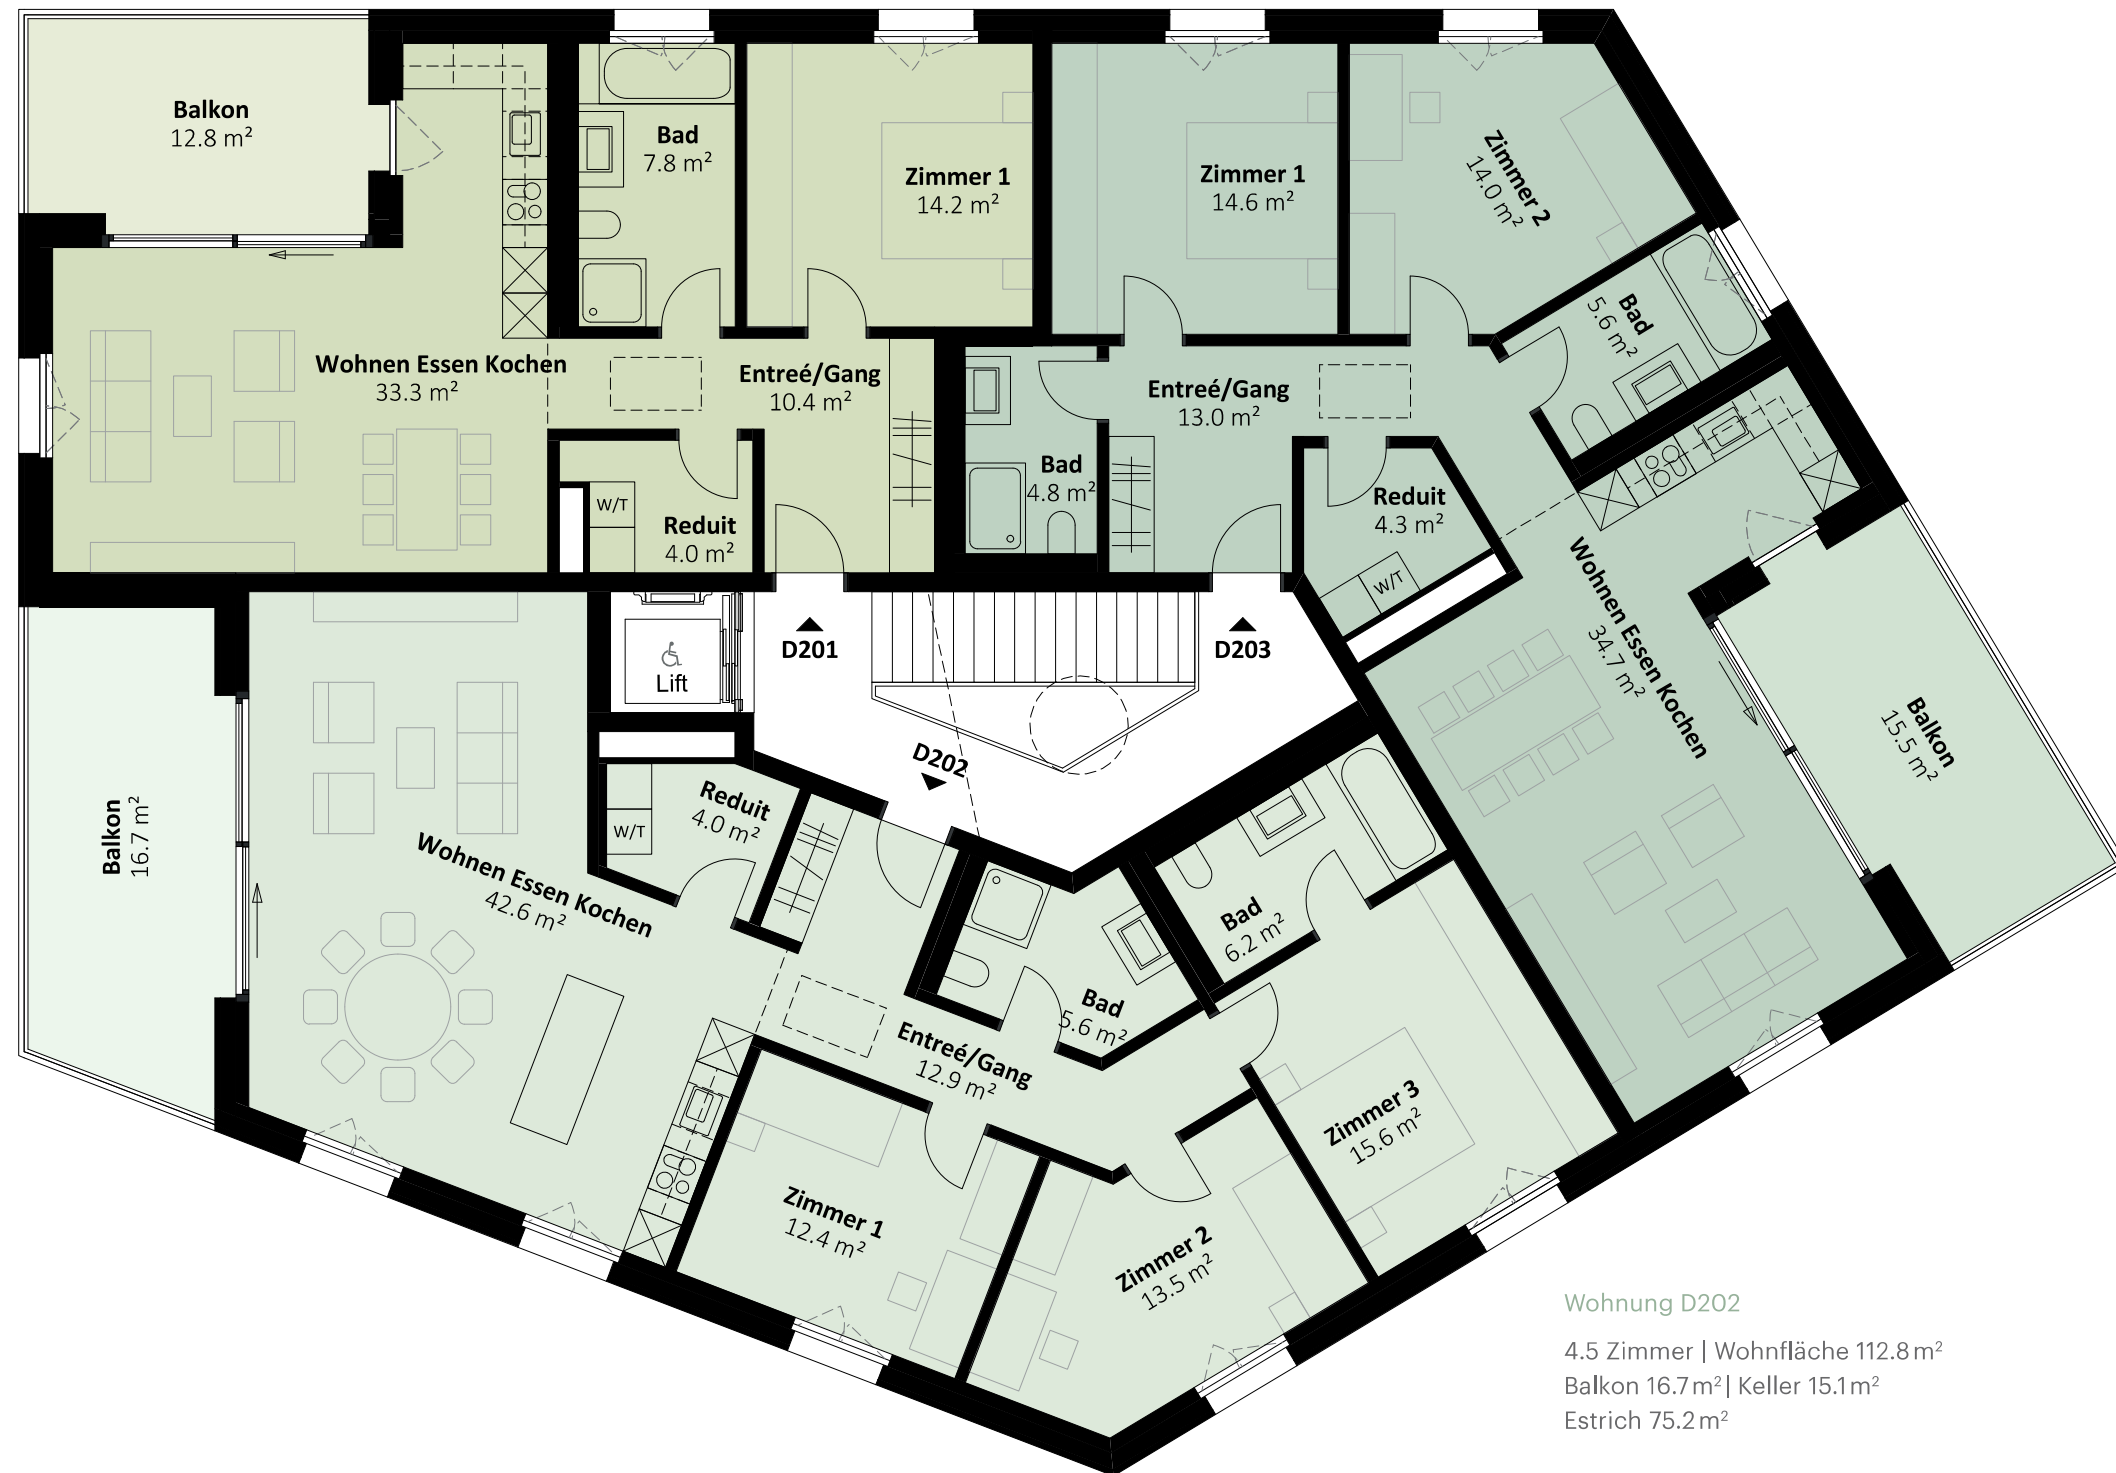 Balkon
12.8 m²
Bad
7.8 m²
Zimmer 1
14.2 m²
Zimmer 1
14.6 m²
Zimmer 2
14.0 m²
Bad
5.6 m²
Wohnen Essen Kochen
33.3 m²
Entreé/Gang
10.4 m²
Entreé/Gang
13.0 m²
Bad
4.8 m²
W/T
Reduit
4.0 m²
Reduit
4.3 m²
W/T
Wohnen Essen Kochen
34.7 m²
Balkon
15.5 m²
Lift
D201
D203
D202
Balkon
16.7 m²
Wohnen Essen Kochen
42.6 m²
Reduit
4.0 m²
W/T
Bad
6.2 m²
Bad
5.6 m²
Entreé/Gang
12.9 m²
Zimmer 3
15.6 m²
Zimmer 1
12.4 m²
Zimmer 2
13.5 m²
Wohnung D202
4.5 Zimmer | Wohnfläche 112.8 m²
Balkon 16.7 m² | Keller 15.1 m²
Estrich 75.2 m²